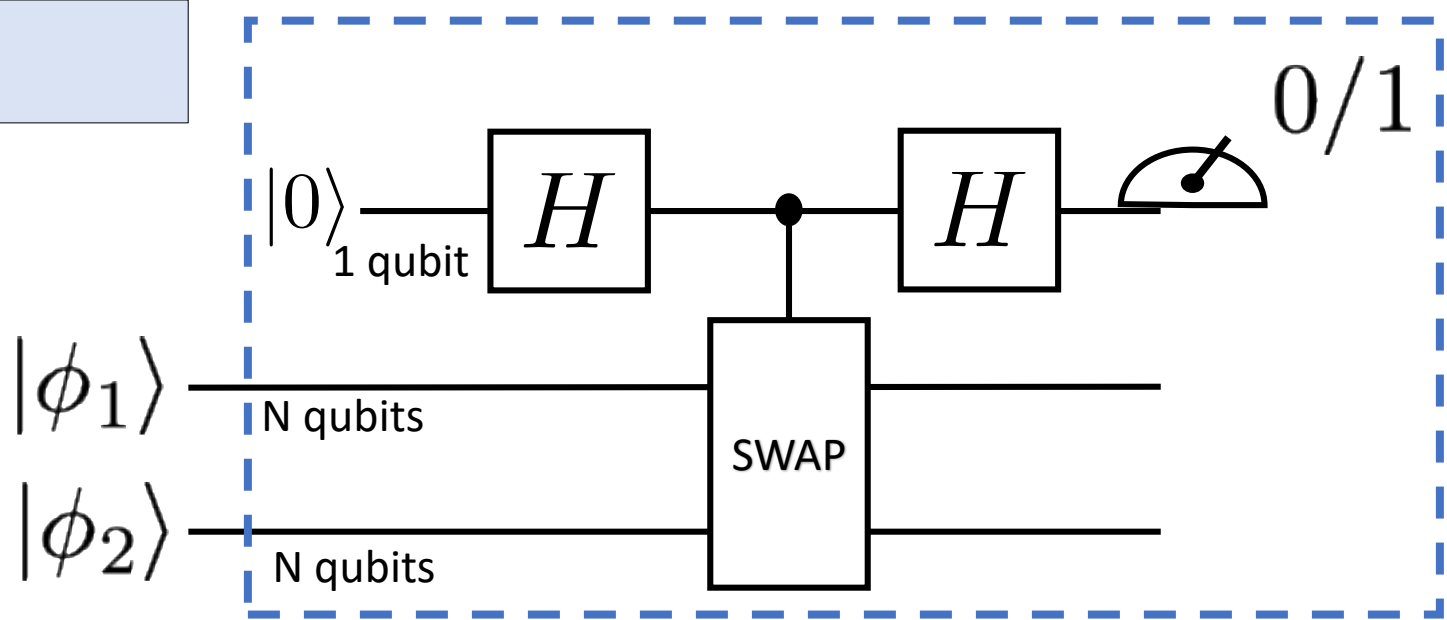 0/1
|0⟩
H
H
1 qubit
|ϕ₁⟩
N qubits
SWAP
|ϕ₂⟩
N qubits